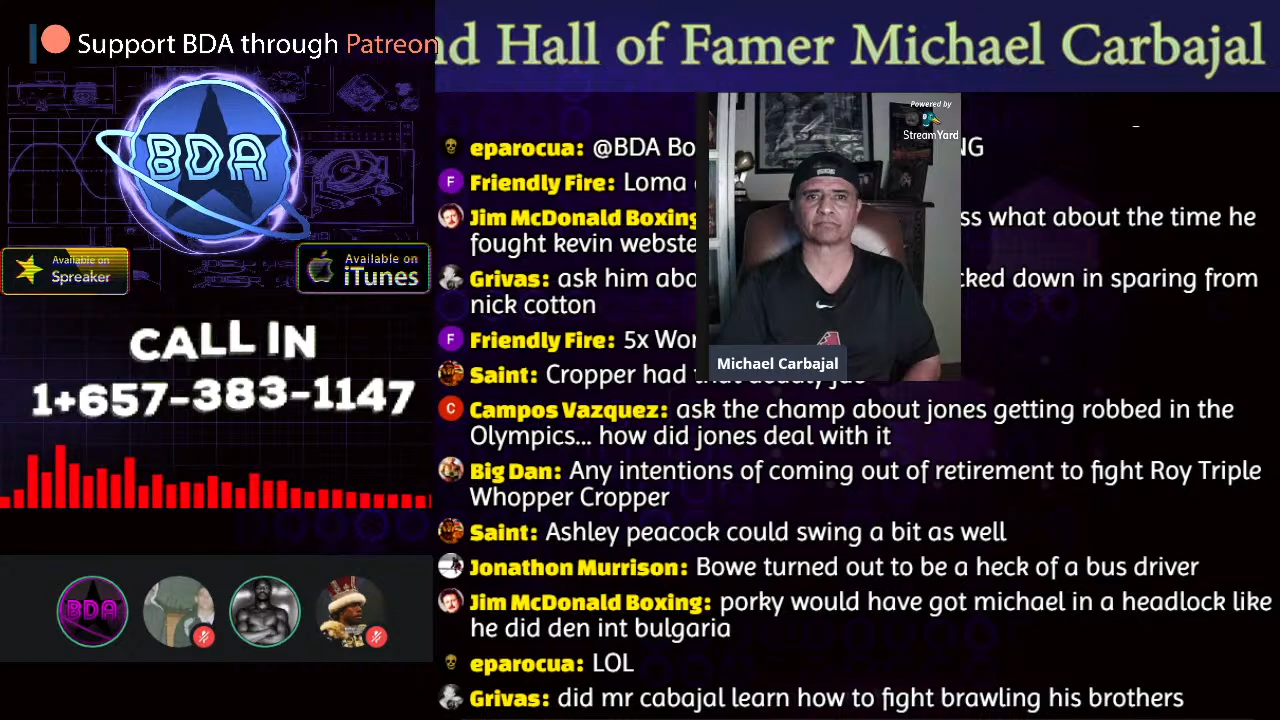 Support BDA through Patreon
nd Hall of Famer Michael Carbajal
BDA
Available on
Spreaker
Available on
iTunes
CALL IN
1+657-383-1147
BDA
Powered by
StreamYard
Michael Carbajal
eparocua: @BDA Bo NG
Friendly Fire: Loma
Jim McDonald Boxing ss what about the time he
fought kevin webste
Grivas: ask him abo cked down in sparing from
nick cotton
Friendly Fire: 5x Wor
Saint: Cropper had that deadly jab
Campos Vazquez: ask the champ about jones getting robbed in the
Olympics... how did jones deal with it
Big Dan: Any intentions of coming out of retirement to fight Roy Triple
Whopper Cropper
Saint: Ashley peacock could swing a bit as well
Jonathon Murrison: Bowe turned out to be a heck of a bus driver
Jim McDonald Boxing: porky would have got michael in a headlock like
he did den int bulgaria
eparocua: LOL
Grivas: did mr cabajal learn how to fight brawling his brothers